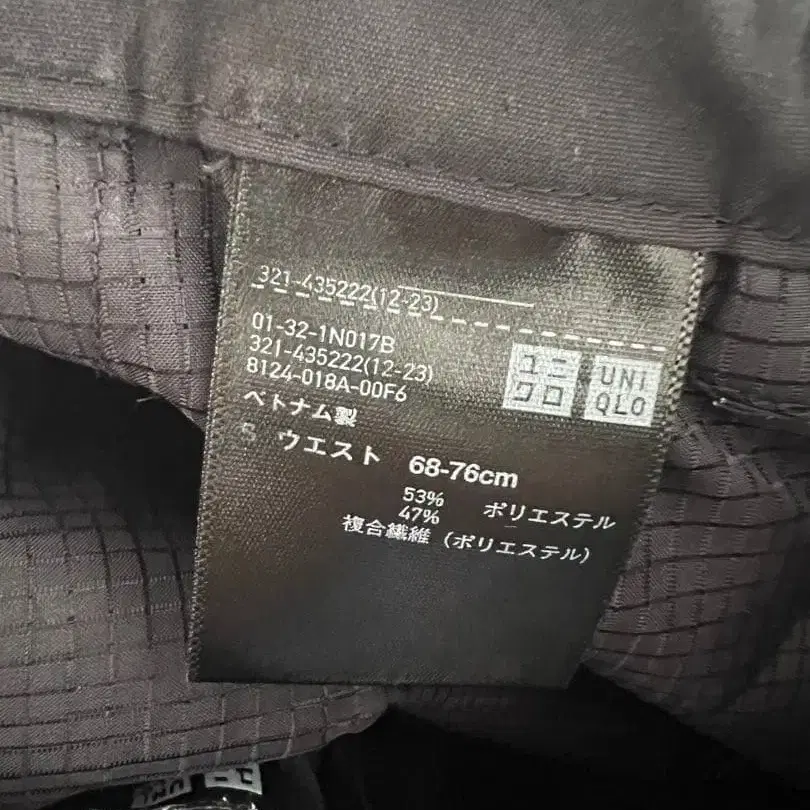 321-435222(12-23)
01-32-1N017B
321-435222(12-23)
8124-018A-00F6
ベトナム製
ユニ
クロ
UNI
QLO
S ウエスト 68-76cm
53% ポリエステル
47%
複合繊維 (ポリエステル)